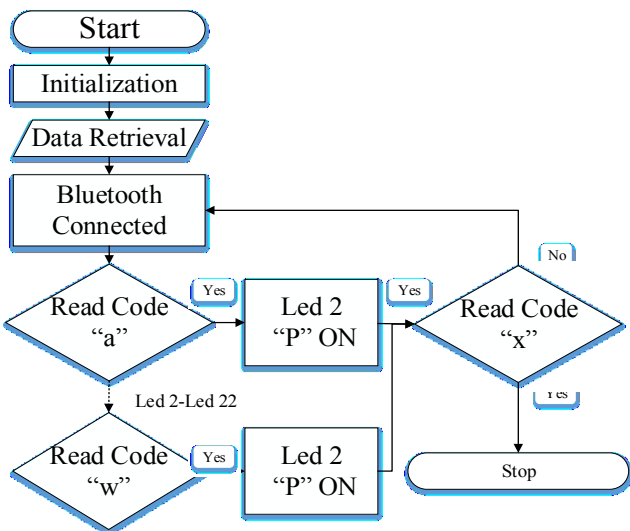 Start
Initialization
Data Retrieval
Bluetooth
Connected
No
Read Code
“a”
Yes
Led 2
“P” ON
Yes
Read Code
“x”
Yes
Led 2-Led 22
Read Code
“w”
Yes
Led 2
“P” ON
Stop